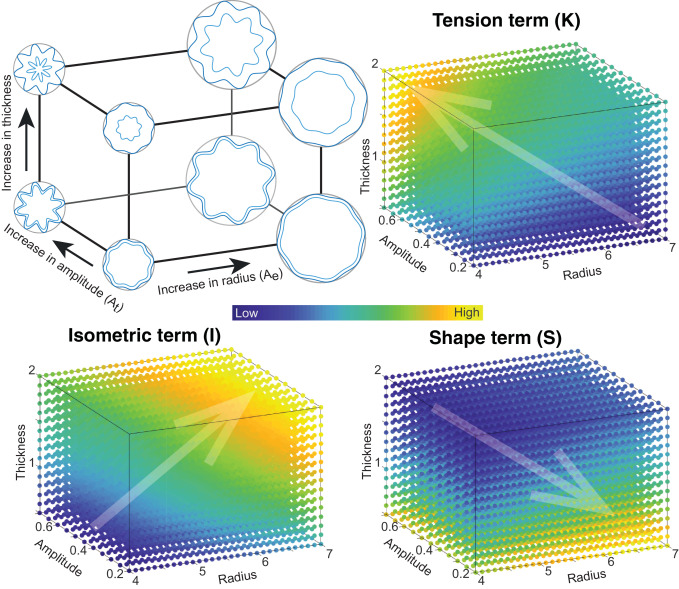 Tension term (K)
Increase in thickness
Increase in amplitude (At)
Increase in radius (Ae)
2
1
Thickness
0.6
0.4
0.2
Amplitude
4
5
6
7
Radius
Low
High
Isometric term (I)
2
1
Thickness
0.6
0.4
0.2
Amplitude
4
5
6
7
Radius
Shape term (S)
2
1
Thickness
0.6
0.4
0.2
Amplitude
4
5
6
7
Radius